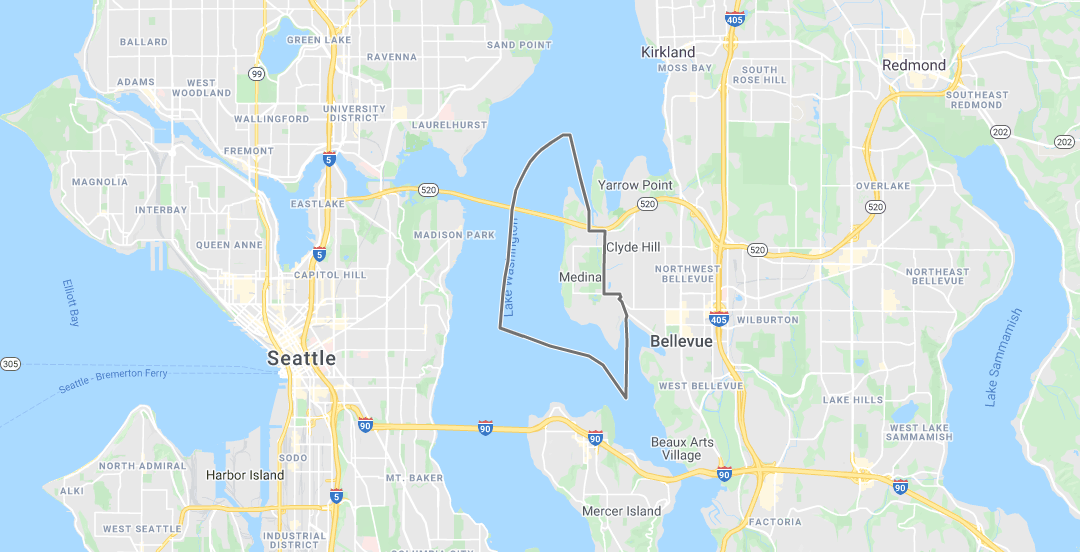 405
Kirkland
MOSS BAY
SAND POINT
BALLARD
GREEN LAKE
RAVENNA
99
ADAMS
WEST
WOODLAND
SOUTH
ROSE HILL
Redmond
SOUTHEAST
REDMOND
202
202
UNIVERSITY
DISTRICT
WALLINGFORD
LAURELHURST
FREMONT
5
MAGNOLIA
INTERBAY
EASTLAKE
520
Yarrow Point
520
OVERLAKE
520
QUEEN ANNE
MADISON PARK
5
CAPITOL HILL
Lake Washington
Clyde Hill
520
Medina
NORTHWEST
BELLEVUE
NORTHEAST
BELLEVUE
Elliott Bay
405
WILBURTON
Bellevue
Lake Sammamish
305
Seattle
Seattle - Bremerton Ferry
WEST BELLEVUE
LAKE HILLS
90
90
90
WEST LAKE
SAMMAMISH
Beaux Arts
Village
SODO
NORTH ADMIRAL
Harbor Island
MT. BAKER
90
90
ALKI
5
Mercer Island
FACTORIA
WEST SEATTLE
INDUSTRIAL
DISTRICT
COLUMBIA CITY